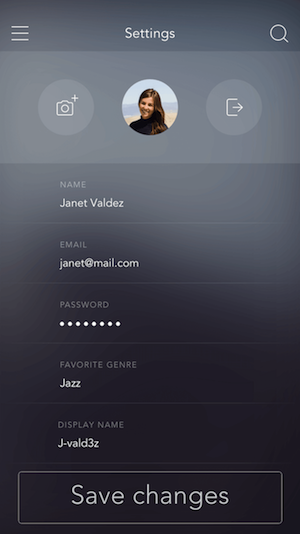 Settings
NAME
Janet Valdez
EMAIL
janet@mail.com
PASSWORD
••••••••
FAVORITE GENRE
Jazz
DISPLAY NAME
J-vald3z
Save changes